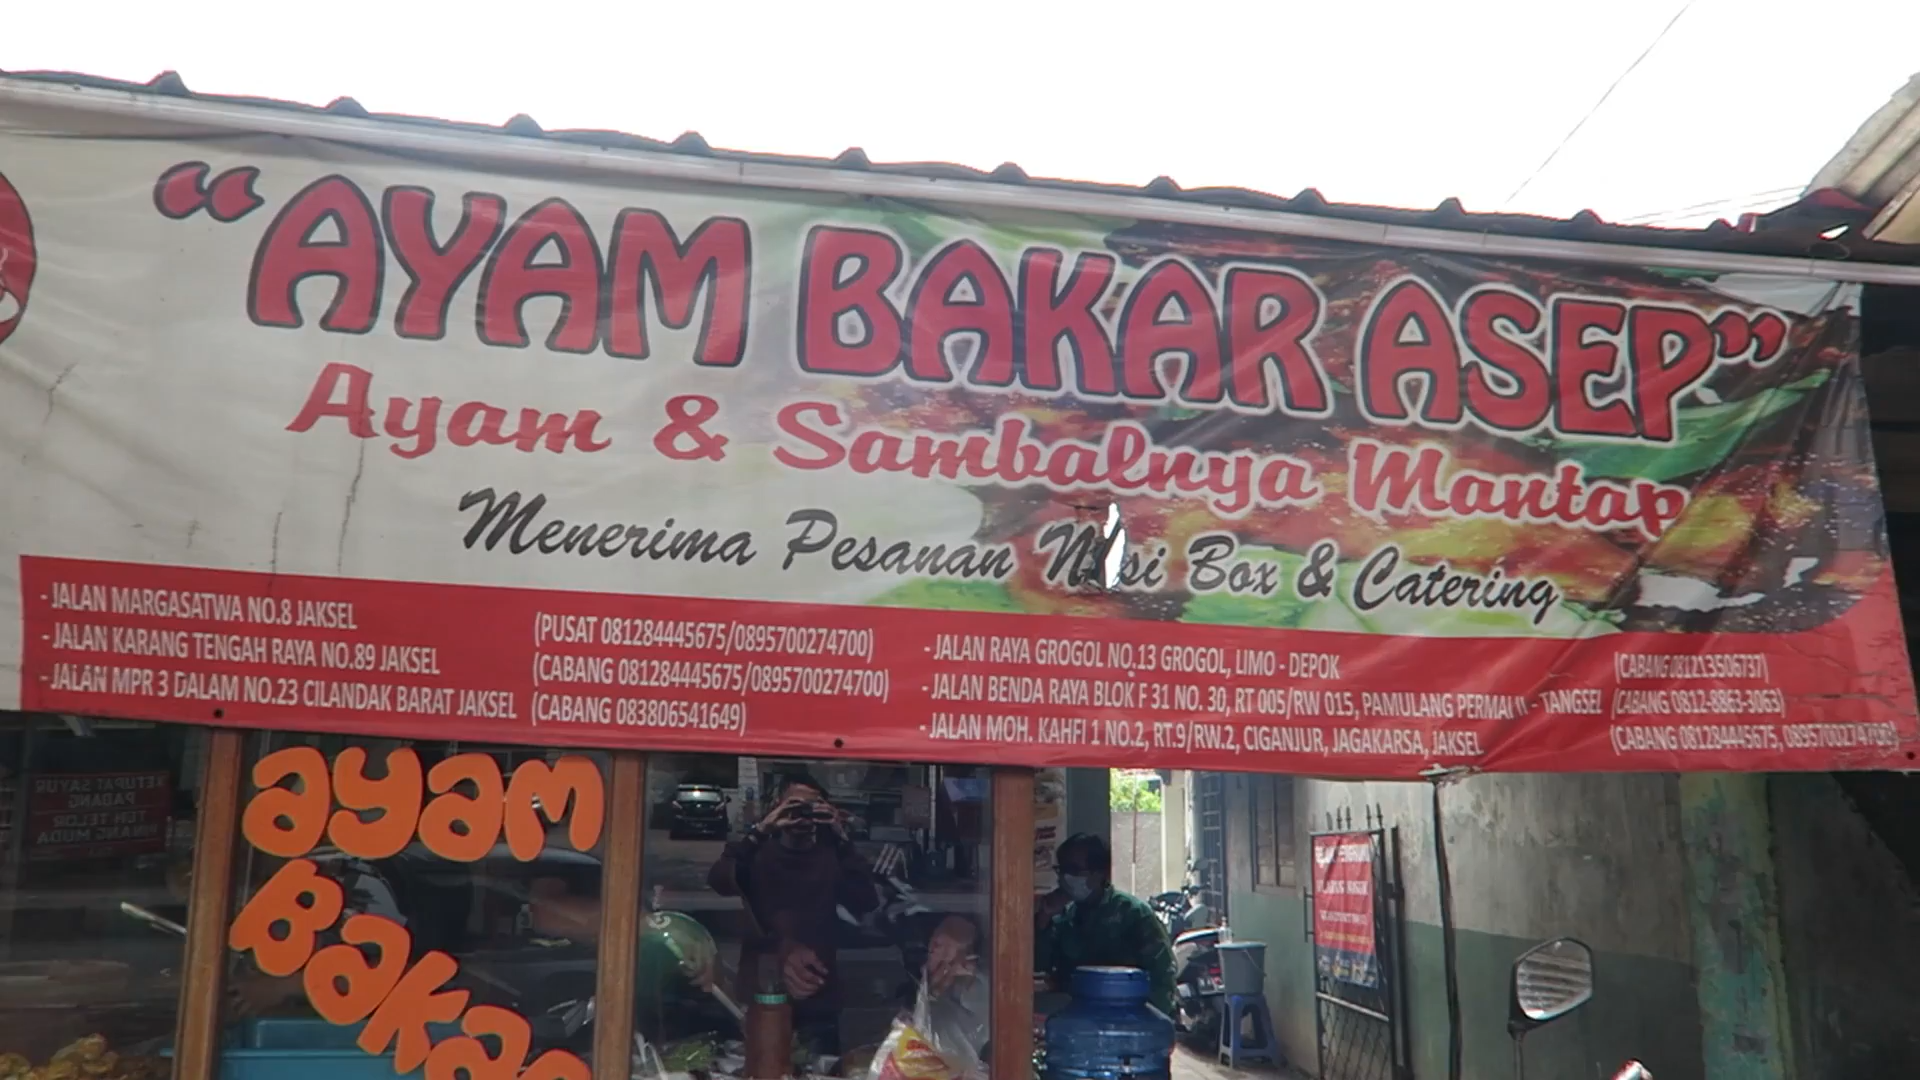 "AYAM BAKAR ASEP"
Ayam & Sambalnya Mantap
Menerima Pesanan Nasi Box & Catering
- JALAN MARGASATWA NO.8 JAKSEL (PUSAT 081284445675/0895700274700)
- JALAN KARANG TENGAH RAYA NO.89 JAKSEL (CABANG 081284445675/0895700274700)
- JALAN MPR 3 DALAM NO.23 CILANDAK BARAT JAKSEL (CABANG 083806541649)
- JALAN RAYA GROGOL NO.13 GROGOL, LIMO - DEPOK (CABANG 081213506737)
- JALAN BENDA RAYA BLOK F 31 NO. 30, RT 005/RW 015, PAMULANG PERMAI II - TANGSEL (CABANG 0812-8863-3063)
- JALAN MOH. KAHFI 1 NO.2, RT.9/RW.2, CIGANJUR, JAGAKARSA, JAKSEL (CABANG 081284445675,
ayam
Bakar
KETUPAT SAYUR
PADANG
TEH TELOR
PINANG MUDA